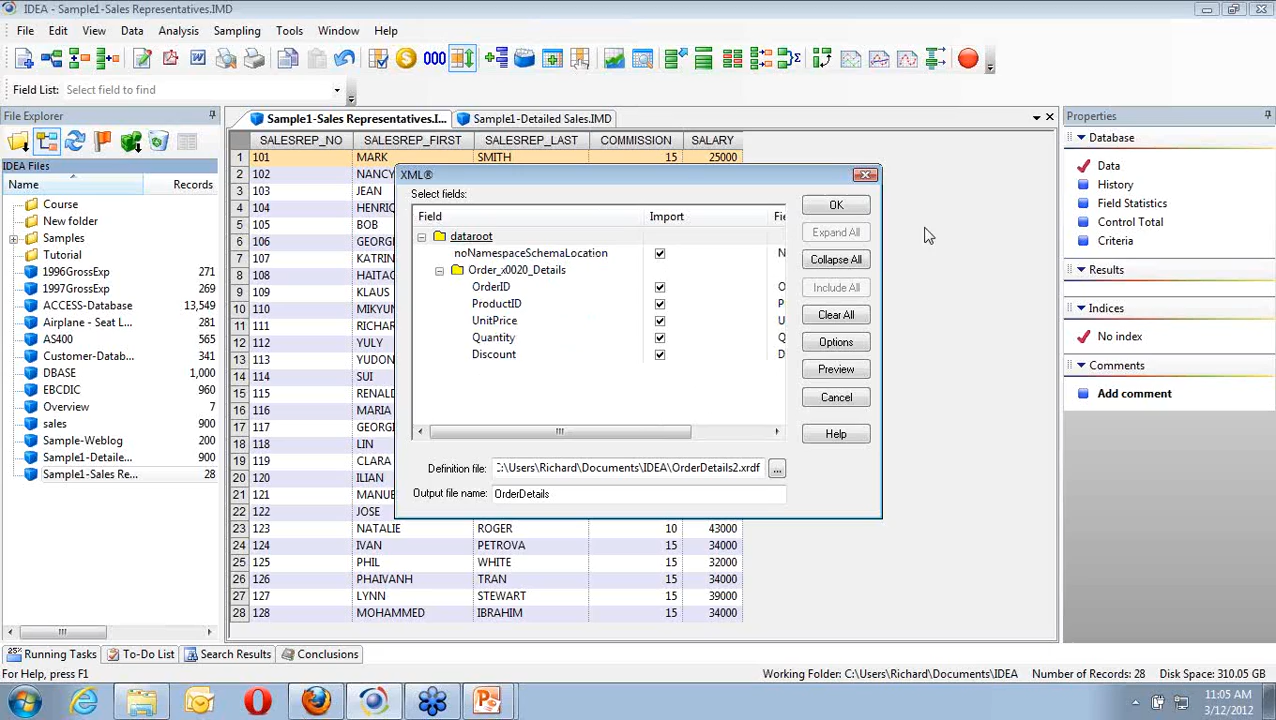 IDEA - Sample1-Sales Representatives.IMD
File Edit View Data Analysis Sampling Tools Window Help
Field List: Select field to find
File Explorer
IDEA Files
Name Records
Course
New folder
Samples
Tutorial
1996GrossExp 271
1997GrossExp 393
ACCESS-Database 13,549
Airplane - Seat L... 281
AS400 565
Customer-Datab... 341
DBASE 1,000
EBCDIC 960
Overview 7
sales 900
Sample-Weblog 200
Sample1-Detaile... 900
Sample1-Sales Re... 28
Sample1-Sales Representatives.I... Sample1-Detailed Sales.IMD
SALESREP_NO SALESREP_FIRST SALESREP_LAST COMMISSION SALARY
1 101 MARK SMITH 15 25000
2 102 NANCY
3 103 JEAN
4 104 HENRI
5 105 BOB
6 106 GEORG
7 107 KATRIN
8 108 HAITAO
9 109 KLAUS
10 110 MIKYUN
11 111 RICHAR
12 112 YULY
13 113 YUDON
14 114 SUI
15 115 RENAL
16 116 MARIA
17 117 GEORG
18 118 LIN
19 119 CLARA
20 120 ILIAN
21 121 MANUE
22 122 JOSE
23 123 NATALIE ROGER 10 43000
24 124 IVAN PETROVA 15 34000
25 125 PHIL WHITE 15 32000
26 126 PHAIVANH TRAN 15 34000
27 127 LYNN STEWART 15 39000
28 128 MOHAMMED IBRAHIM 15 34000
XML®
Select fields:
Field Import Fie
dataroot
noNamespaceSchemaLocation N
Order_x0020_Details
OrderID O
ProductID P
UnitPrice U
Quantity Q
Discount D
OK
Expand All
Collapse All
Include All
Clear All
Options
Preview
Cancel
Help
Definition file: C:\Users\Richard\Documents\IDEA\OrderDetails2.xrdf ...
Output file name: OrderDetails
Properties
Database
Data
History
Field Statistics
Control Total
Criteria
Results
Indices
No index
Comments
Add comment
Running Tasks To-Do List Search Results Conclusions
For Help, press F1 Working Folder: C:\Users\Richard\Documents\IDEA Number of Records: 28 Disk Space: 310.05 GB
11:05 AM
3/12/2012